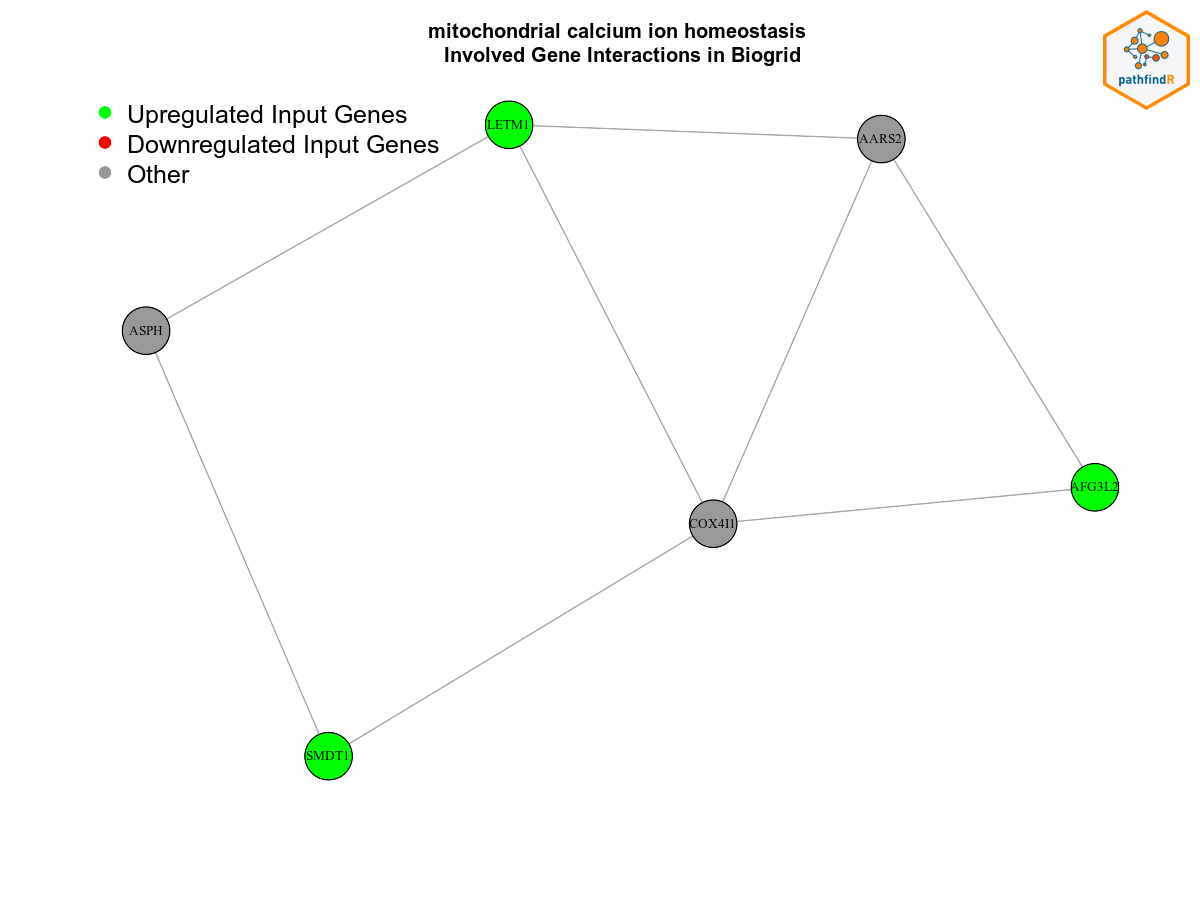 mitochondrial calcium ion homeostasis
Involved Gene Interactions in Biogrid
pathfindR
Upregulated Input Genes
Downregulated Input Genes
Other
LETM1
AARS2
ASPH
AFG3L2
COX4I1
SMDT1